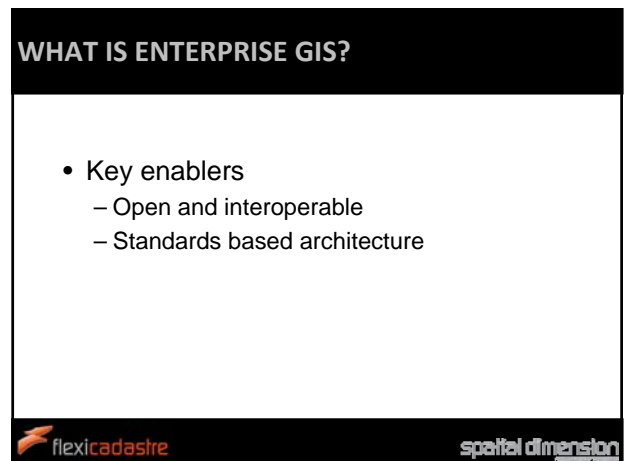 WHAT IS ENTERPRISE GIS?
• Key enablers
– Open and interoperable
– Standards based architecture
flexicadastre
spatial dimension